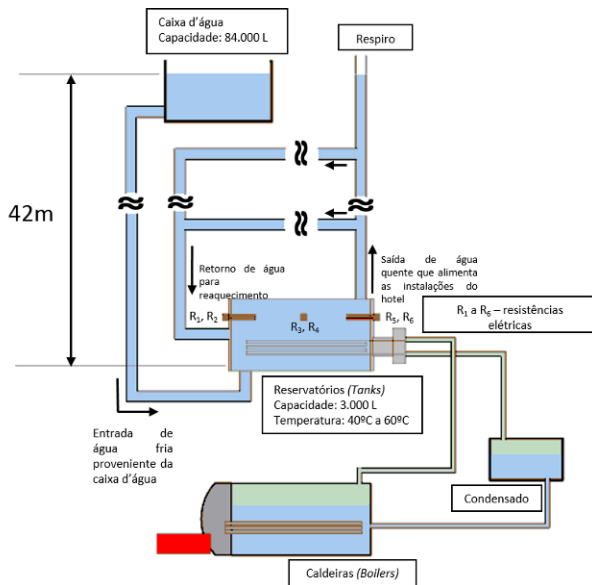 Caixa d'água
Capacidade: 84.000 L
Respiro
42m
Retorno de água
para
reaquecimento
Saída de água
quente que alimenta
as instalações do
hotel
R1, R2
R3, R4
R5, R6
R1 a R6 – resistências
elétricas
Reservatórios (Tanks)
Capacidade: 3.000 L
Temperatura: 40ºC a 60ºC
Entrada de
água fria
proveniente da
caixa d'água
Condensado
Caldeiras (Boilers)